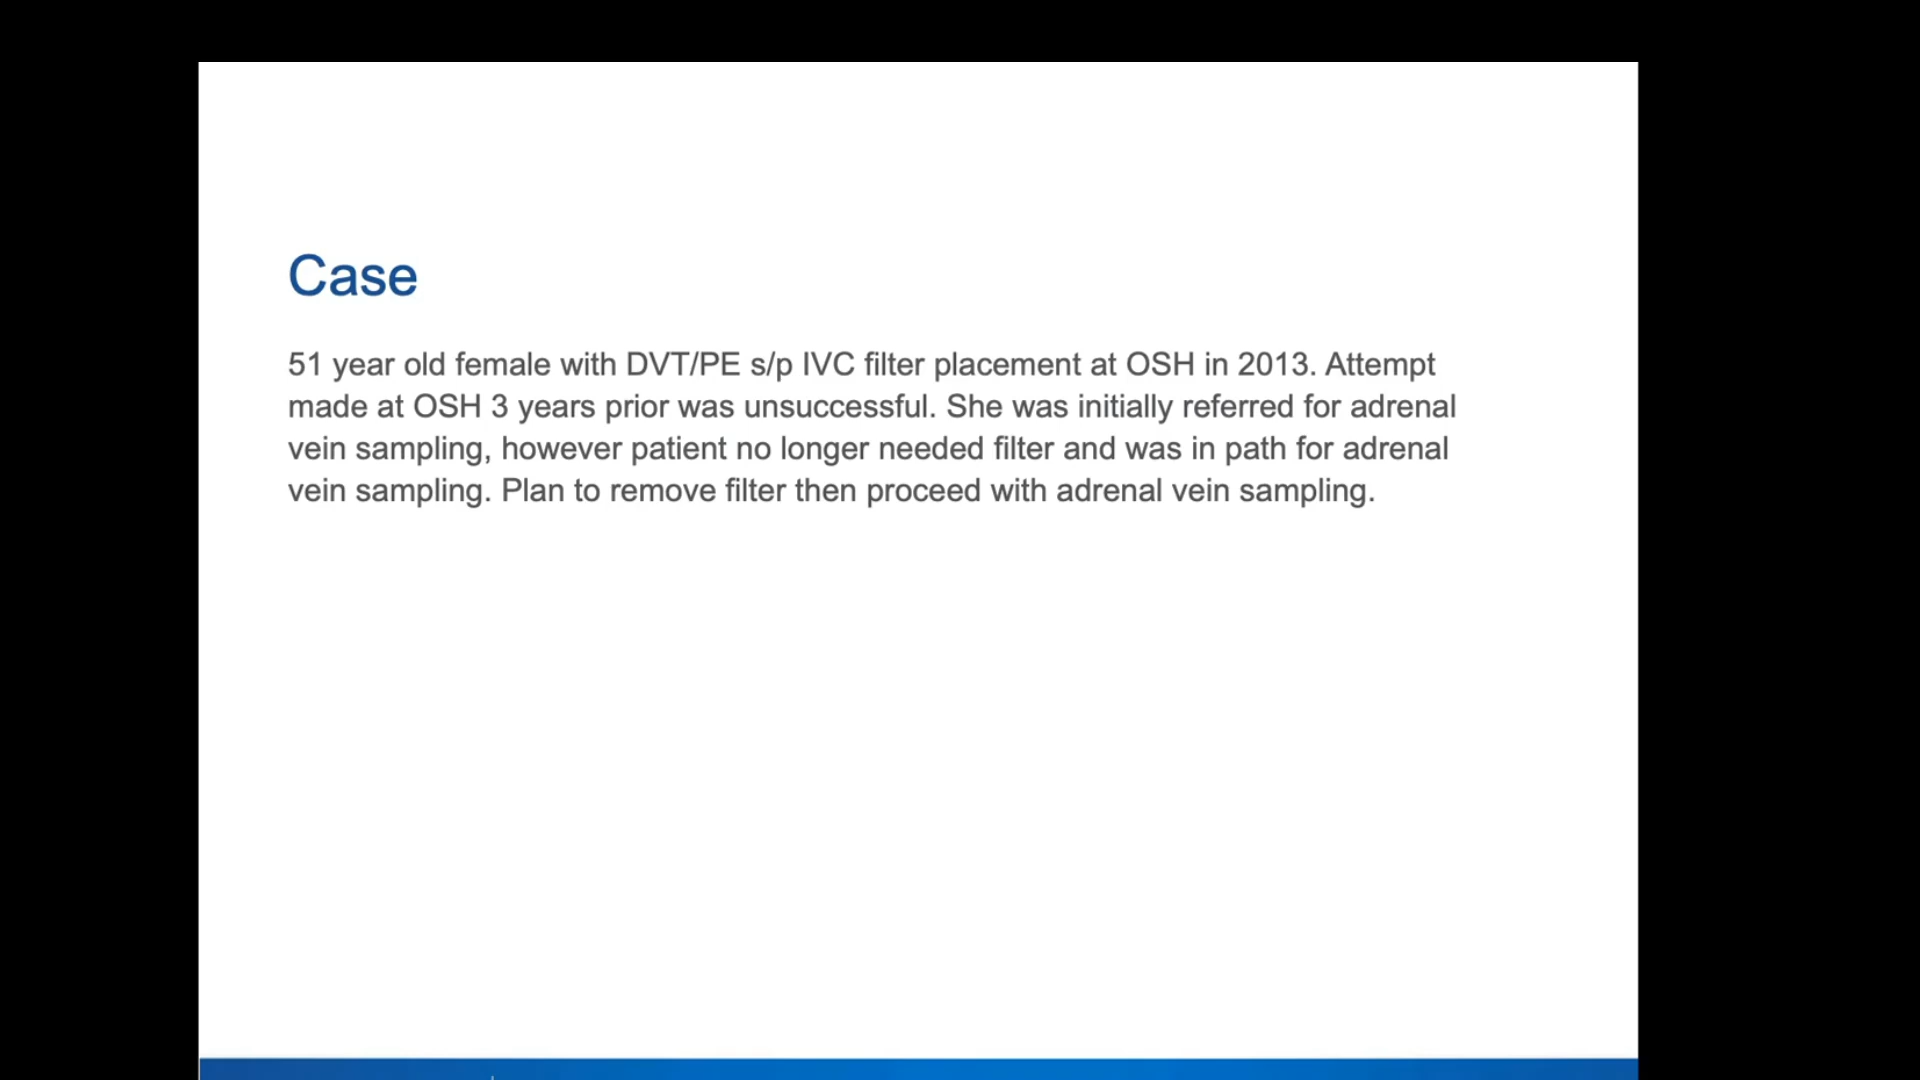 Case
51 year old female with DVT/PE s/p IVC filter placement at OSH in 2013. Attempt
made at OSH 3 years prior was unsuccessful. She was initially referred for adrenal
vein sampling, however patient no longer needed filter and was in path for adrenal
vein sampling. Plan to remove filter then proceed with adrenal vein sampling.